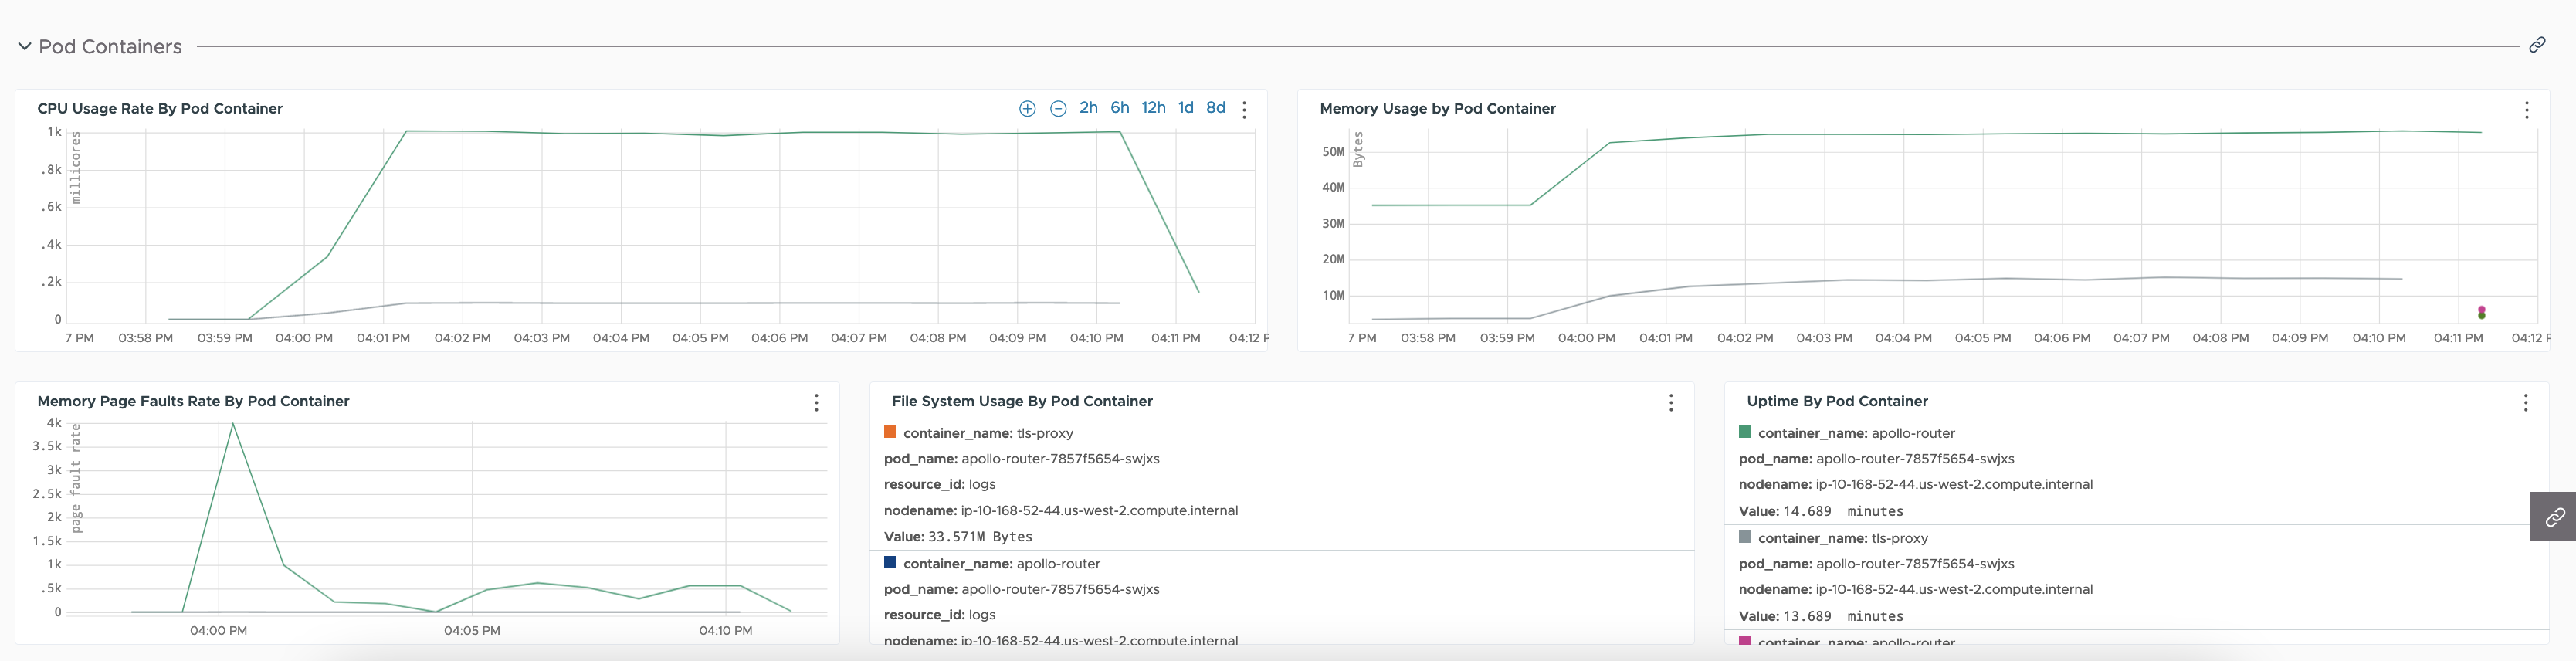 Pod Containers
CPU Usage Rate By Pod Container
2h 6h 12h 1d 8d
millicores
1k
.8k
.6k
.4k
.2k
0
7 PM 03:58 PM 03:59 PM 04:00 PM 04:01 PM 04:02 PM 04:03 PM 04:04 PM 04:05 PM 04:06 PM 04:07 PM 04:08 PM 04:09 PM 04:10 PM 04:11 PM 04:12 P
Memory Usage by Pod Container
Bytes
50M
40M
30M
20M
10M
7 PM 03:58 PM 03:59 PM 04:00 PM 04:01 PM 04:02 PM 04:03 PM 04:04 PM 04:05 PM 04:06 PM 04:07 PM 04:08 PM 04:09 PM 04:10 PM 04:11 PM 04:12 P
Memory Page Faults Rate By Pod Container
page fault rate
4k
3.5k
3k
2.5k
2k
1.5k
1k
.5k
0
04:00 PM 04:05 PM 04:10 PM
File System Usage By Pod Container
container_name: tls-proxy
pod_name: apollo-router-7857f5654-swjxs
resource_id: logs
nodename: ip-10-168-52-44.us-west-2.compute.internal
Value: 33.571M Bytes
container_name: apollo-router
pod_name: apollo-router-7857f5654-swjxs
resource_id: logs
nodename: ip-10-168-52-44.us-west-2.compute.internal
Uptime By Pod Container
container_name: apollo-router
pod_name: apollo-router-7857f5654-swjxs
nodename: ip-10-168-52-44.us-west-2.compute.internal
Value: 14.689 minutes
container_name: tls-proxy
pod_name: apollo-router-7857f5654-swjxs
nodename: ip-10-168-52-44.us-west-2.compute.internal
Value: 13.689 minutes
container_name: apollo-router